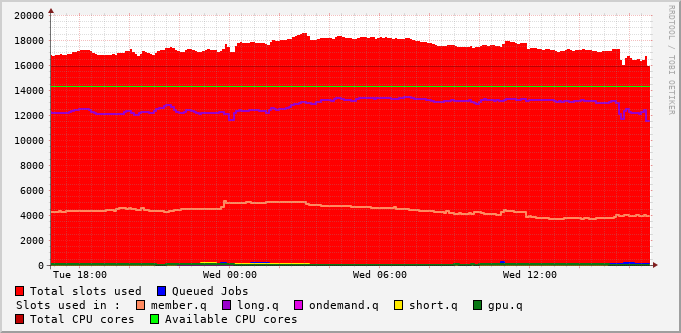 20000
18000
16000
14000
12000
10000
8000
6000
4000
2000
0
Tue 18:00 Wed 00:00 Wed 06:00 Wed 12:00
RRDTOOL / TOBI OETIKER
Total slots used Queued Jobs
Slots used in : member.q long.q ondemand.q short.q gpu.q
Total CPU cores Available CPU cores